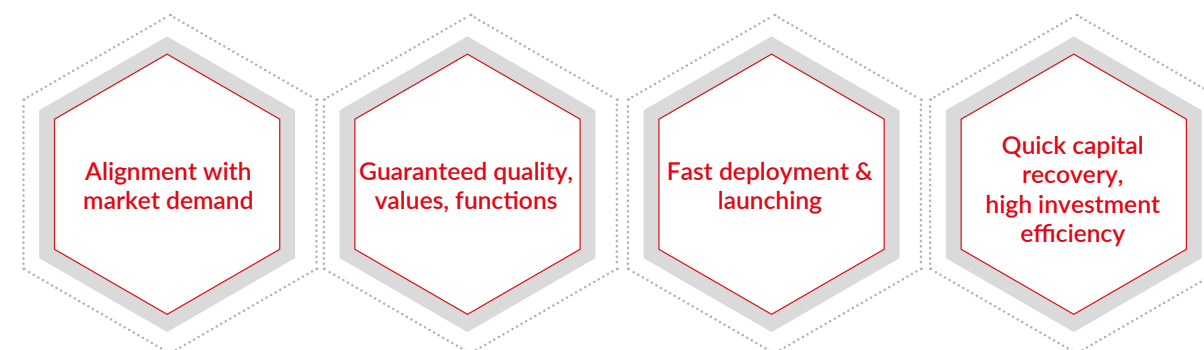 Alignment with
market demand
Guaranteed quality,
values, functions
Fast deployment &
launching
Quick capital
recovery,
high investment
efficiency